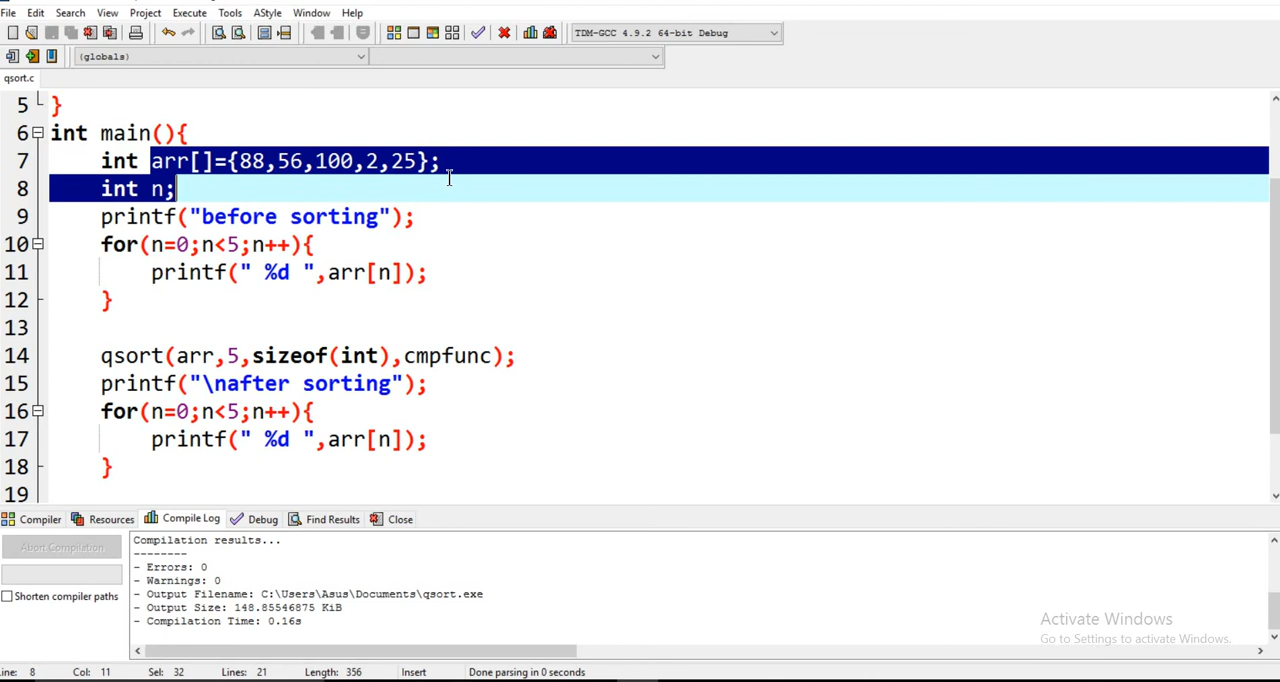 File Edit Search View Project Execute Tools AStyle Window Help
TDM-GCC 4.9.2 64-bit Debug
(globals)
qsort.c
5 }
6 int main(){
7 int arr[]={88,56,100,2,25};
8 int n;
9 printf("before sorting");
10 for(n=0;n<5;n++){
11 printf(" %d ",arr[n]);
12 }
13
14 qsort(arr,5,sizeof(int),cmpfunc);
15 printf("\nafter sorting");
16 for(n=0;n<5;n++){
17 printf(" %d ",arr[n]);
18 }
19
Compiler Resources Compile Log Debug Find Results Close
Abort Compilation
Shorten compiler paths
Compilation results...
--------
- Errors: 0
- Warnings: 0
- Output Filename: C:\Users\Asus\Documents\qsort.exe
- Output Size: 148.85546875 KiB
- Compilation Time: 0.16s
Activate Windows
Go to Settings to activate Windows.
ine: 8 Col: 11 Sel: 32 Lines: 21 Length: 356 Insert Done parsing in 0 seconds